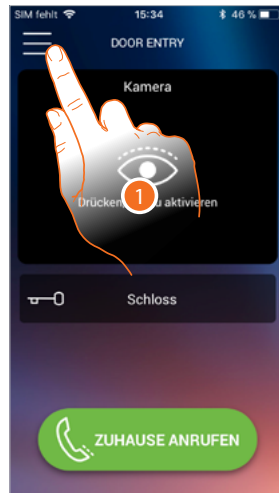 SIM fehlt 15:34 46 %
DOOR ENTRY
Kamera
1
Drücken, zu aktivieren
Schloss
ZUHAUSE ANRUFEN